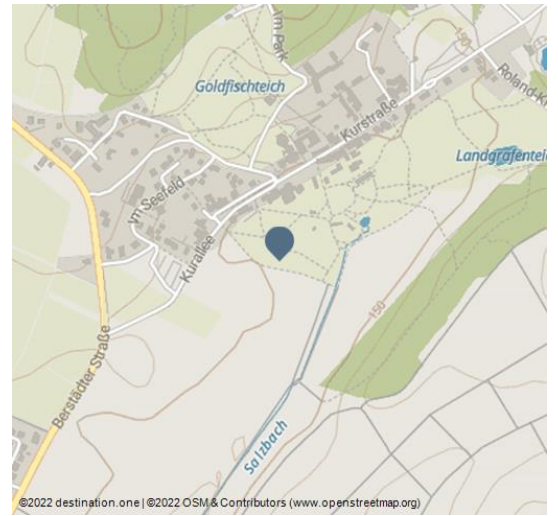 Im Park
150
Goldfischteich
Kurstraße
Roland-K
Landgrafenteic
Im Seefeld
Kurallee
150
Berstädter Straße
Salzbach
©2022 destination.one | ©2022 OSM & Contributors (www.openstreetmap.org)